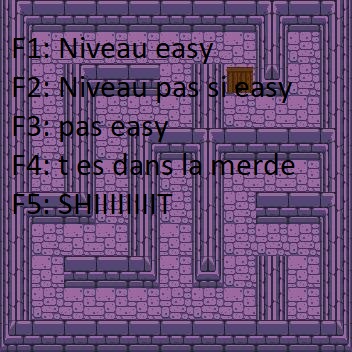 F1: Niveau easy
F2: Niveau pas si easy
F3: pas easy
F4: t es dans la merde
F5: SHIIIIIIIIT